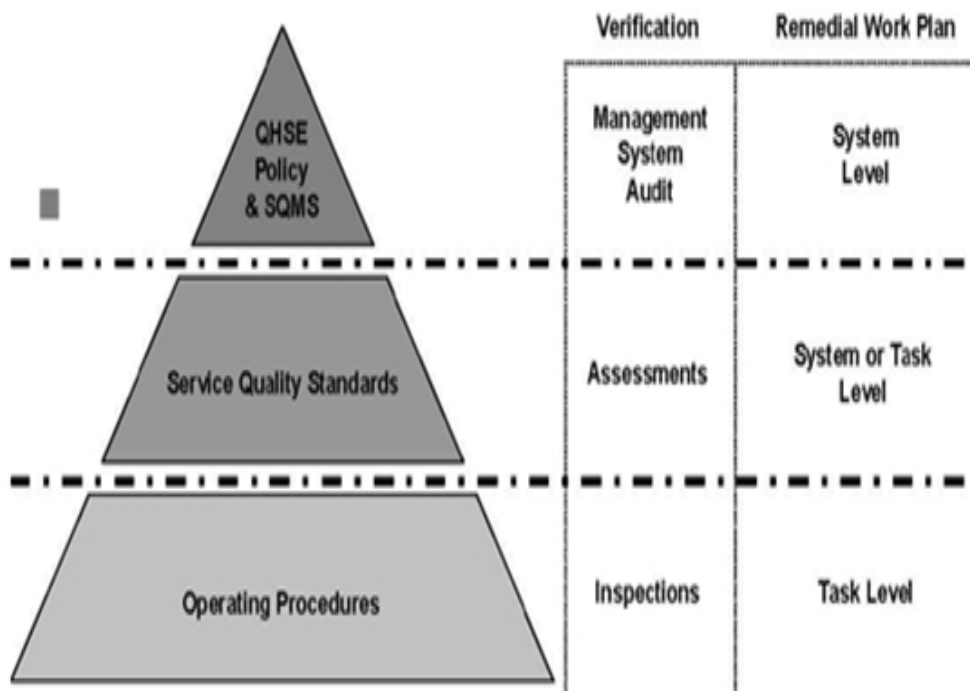 Verification
Remedial Work Plan
QHSE
Policy
& SQMS
Management
System
Audit
System
Level
Service Quality Standards
Assessments
System or Task
Level
Operating Procedures
Inspections
Task Level